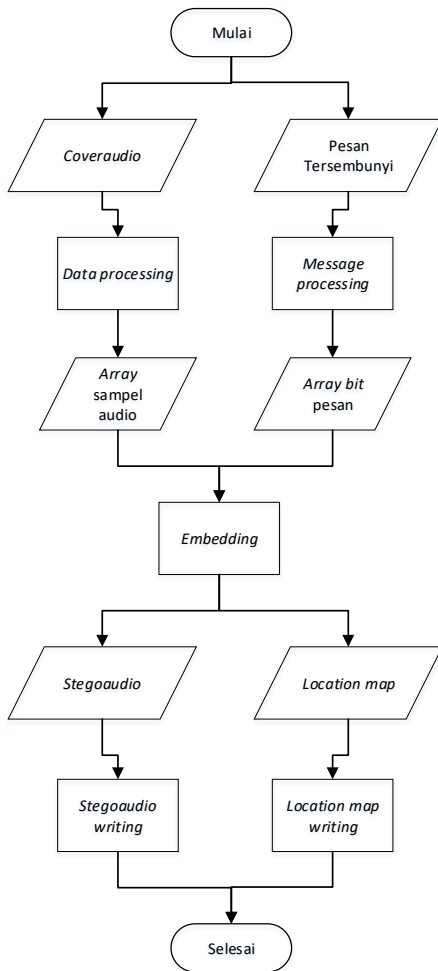 Mulai
Coveraudio
Pesan
Tersembunyi
Data processing
Message
processing
Array
sampel
audio
Array bit
pesan
Embedding
Stegoaudio
Location map
Stegoaudio
writing
Location map
writing
Selesai